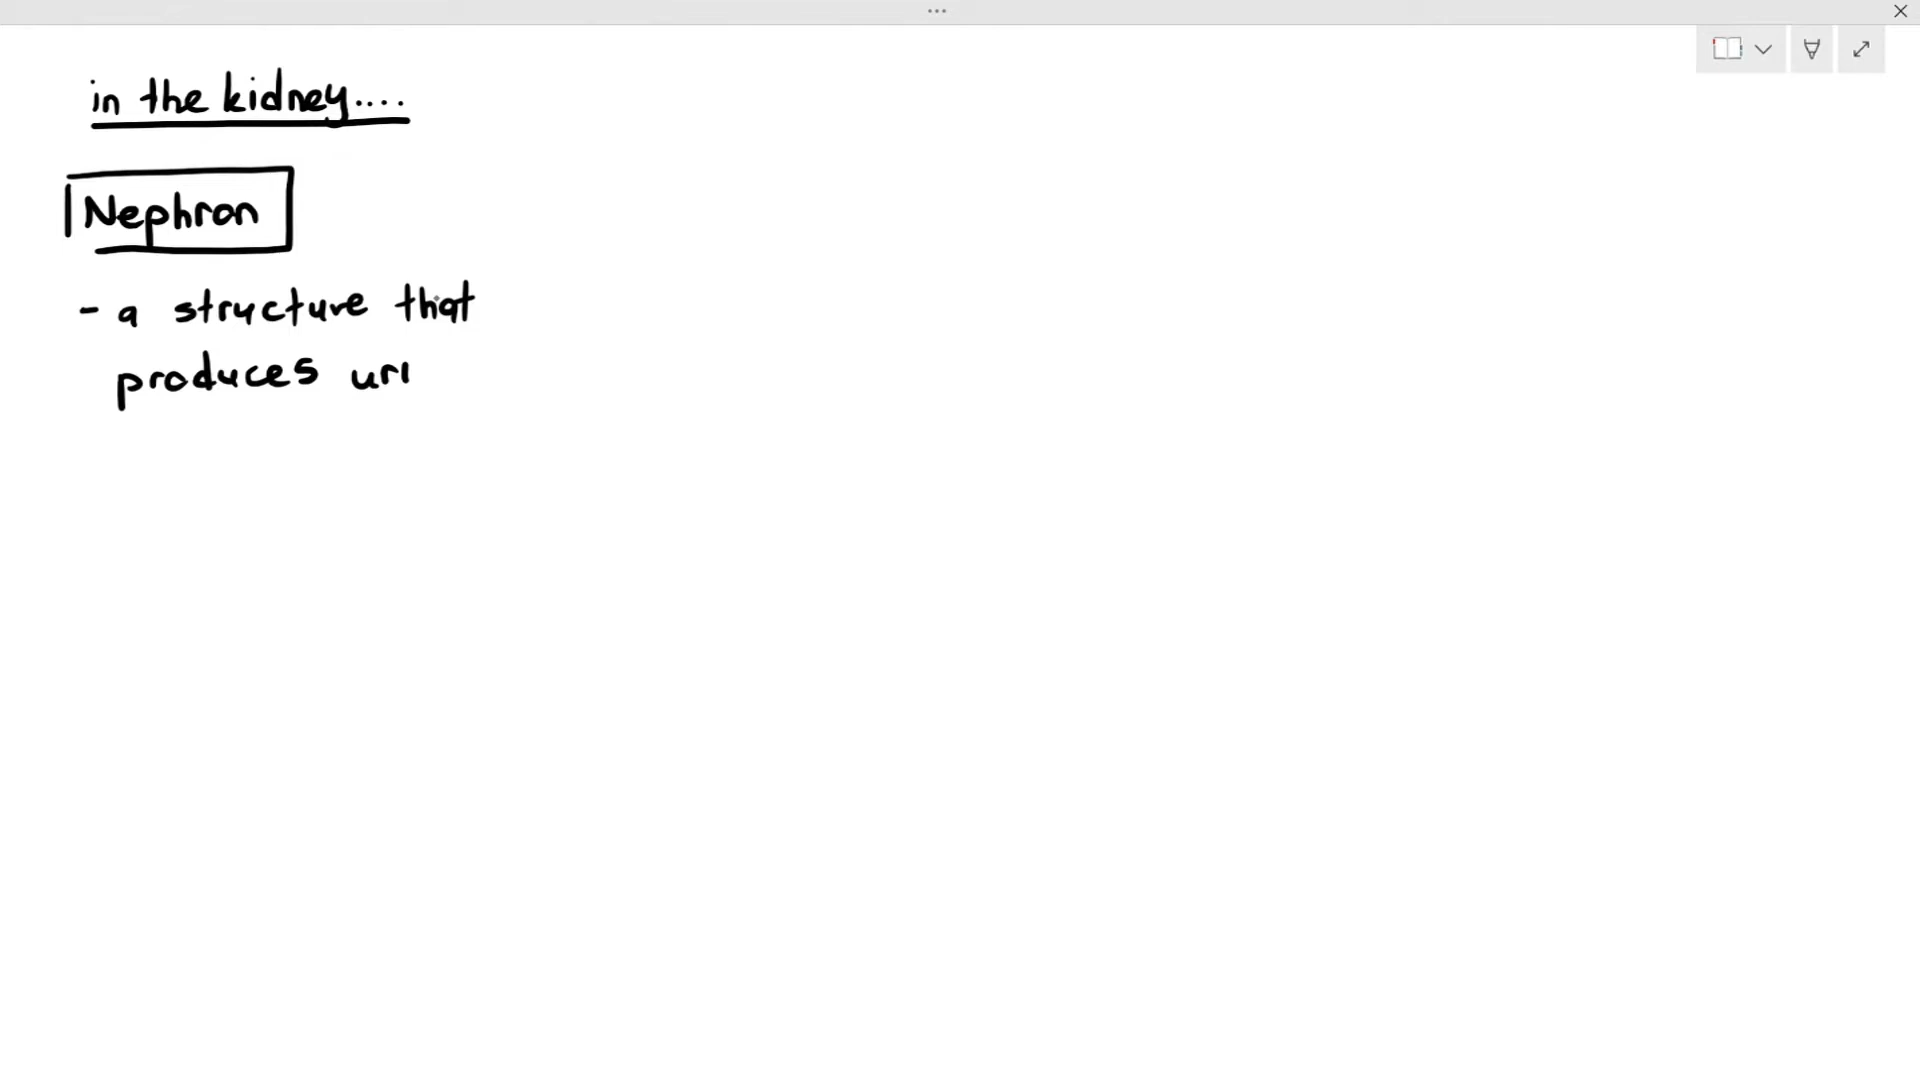 in the kidney....
Nephron
- a structure that
produces uri